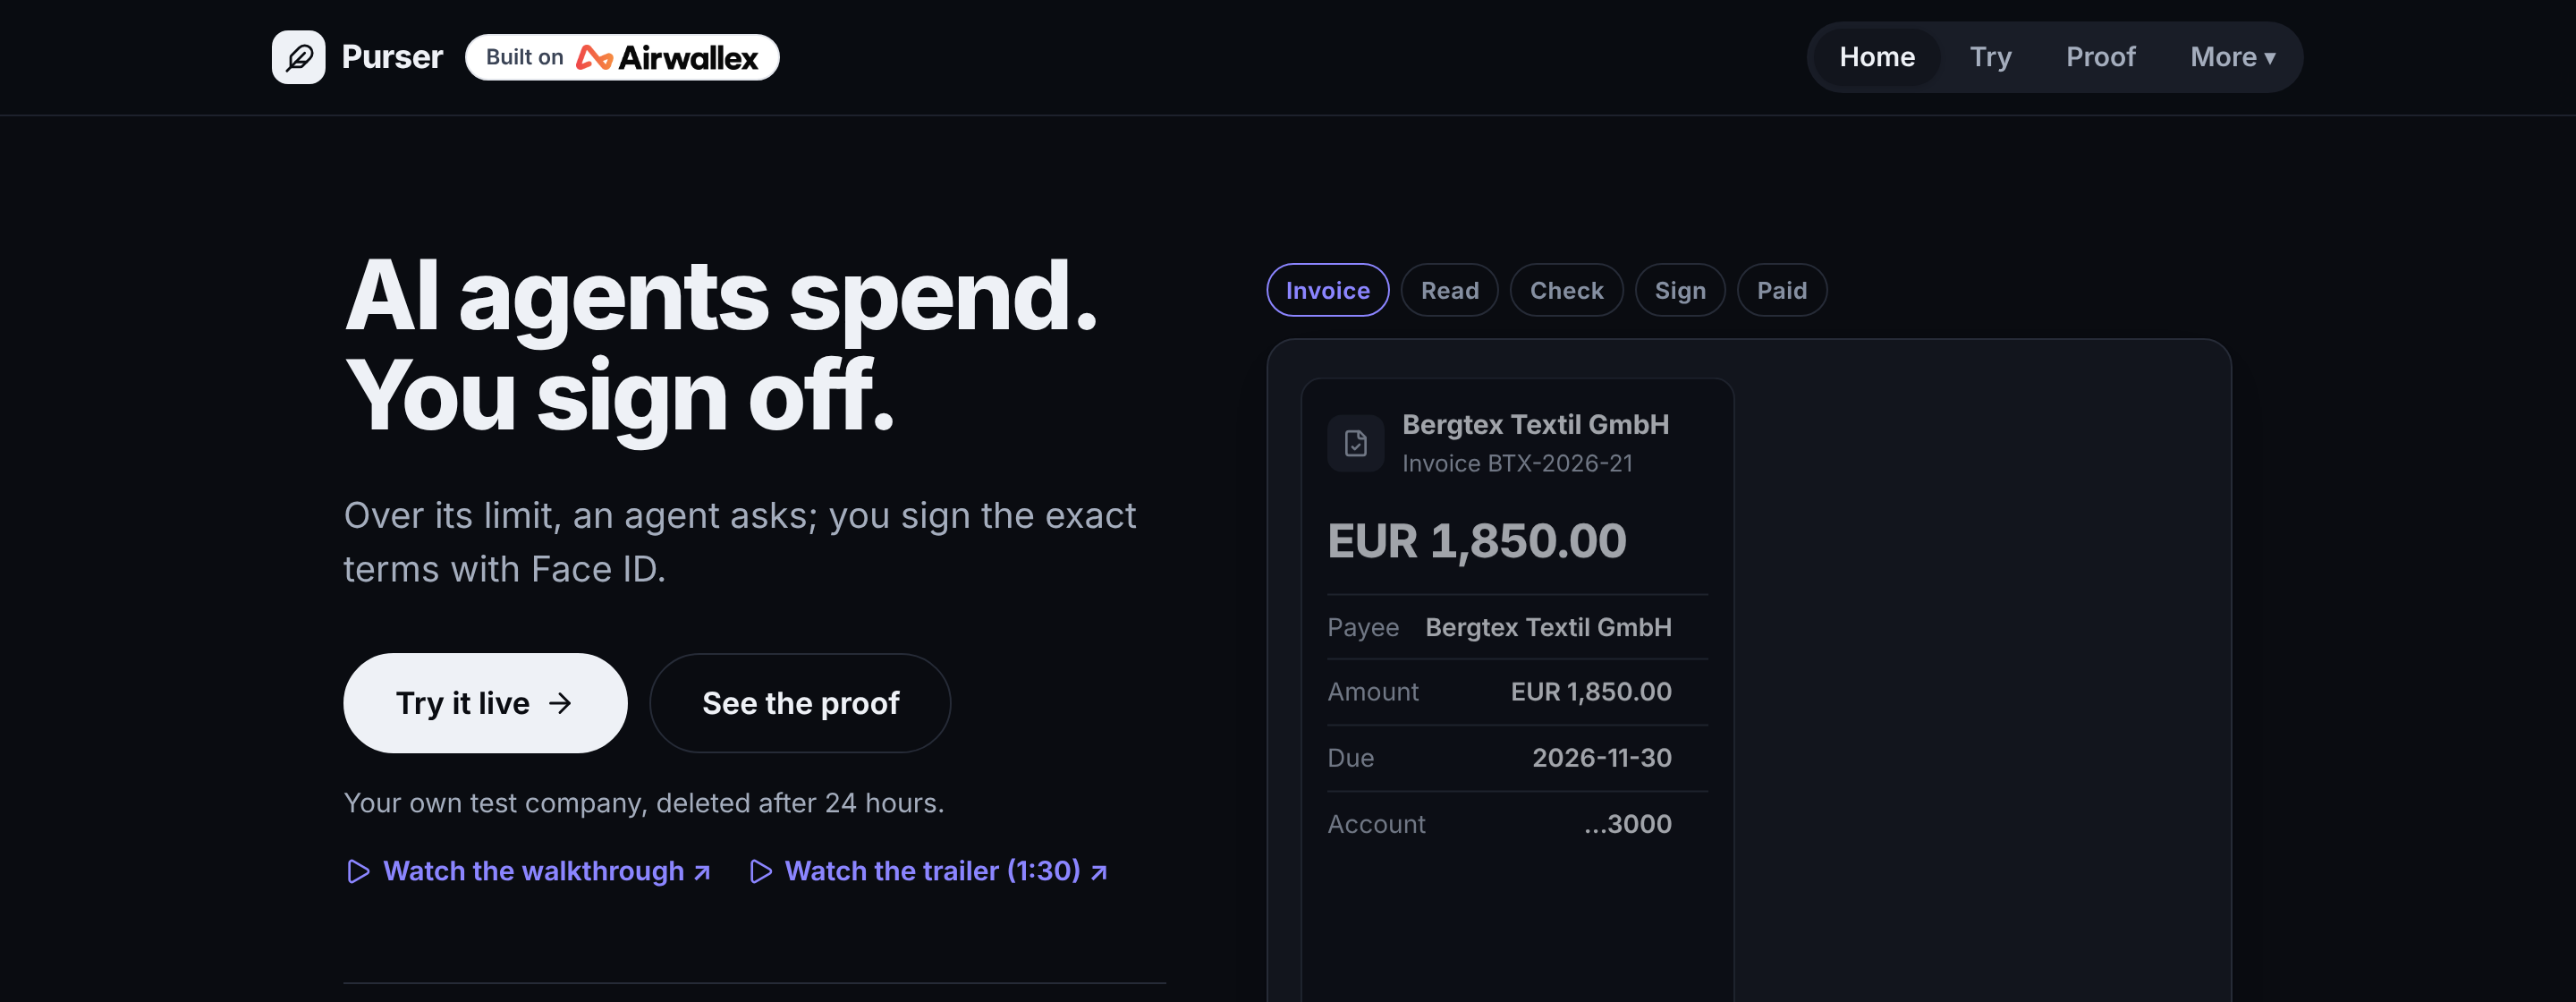 Purser
Built on Airwallex
Home Try Proof More ▾
AI agents spend.
You sign off.
Over its limit, an agent asks; you sign the exact
terms with Face ID.
Try it live →
See the proof
Your own test company, deleted after 24 hours.
Watch the walkthrough ↗
Watch the trailer (1:30) ↗
Invoice Read Check Sign Paid
Bergtex Textil GmbH
Invoice BTX-2026-21
EUR 1,850.00
Payee Bergtex Textil GmbH
Amount EUR 1,850.00
Due 2026-11-30
Account ...3000